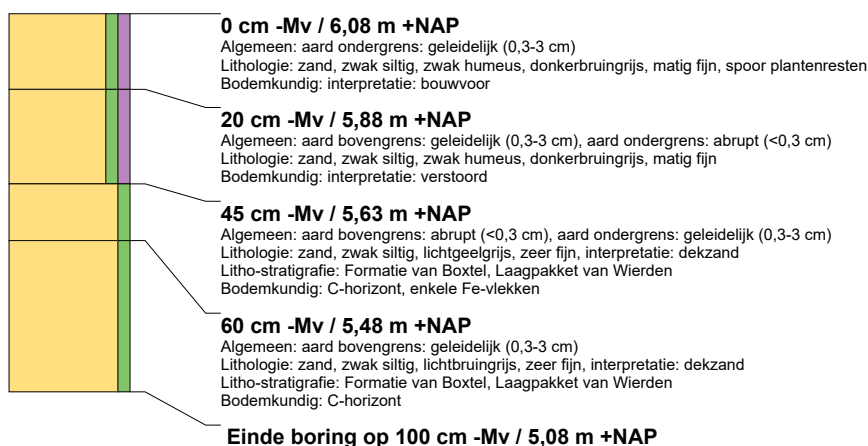 0 cm -Mv / 6,08 m +NAP
Algemeen: aard ondergrens: geleidelijk (0,3-3 cm)
Lithologie: zand, zwak siltig, zwak humeus, donkerbruingrijs, matig fijn, spoor plantenresten
Bodemkundig: interpretatie: bouwvoor
20 cm -Mv / 5,88 m +NAP
Algemeen: aard bovengrens: geleidelijk (0,3-3 cm), aard ondergrens: abrupt (<0,3 cm)
Lithologie: zand, zwak siltig, zwak humeus, donkerbruingrijs, matig fijn
Bodemkundig: interpretatie: verstoord
45 cm -Mv / 5,63 m +NAP
Algemeen: aard bovengrens: abrupt (<0,3 cm), aard ondergrens: geleidelijk (0,3-3 cm)
Lithologie: zand, zwak siltig, lichtgeelgrijs, zeer fijn, interpretatie: dekzand
Litho-stratigrafie: Formatie van Boxtel, Laagpakket van Wierden
Bodemkundig: C-horizont, enkele Fe-vlekken
60 cm -Mv / 5,48 m +NAP
Algemeen: aard bovengrens: geleidelijk (0,3-3 cm)
Lithologie: zand, zwak siltig, lichtbruingrijs, zeer fijn, interpretatie: dekzand
Litho-stratigrafie: Formatie van Boxtel, Laagpakket van Wierden
Bodemkundig: C-horizont
Einde boring op 100 cm -Mv / 5,08 m +NAP